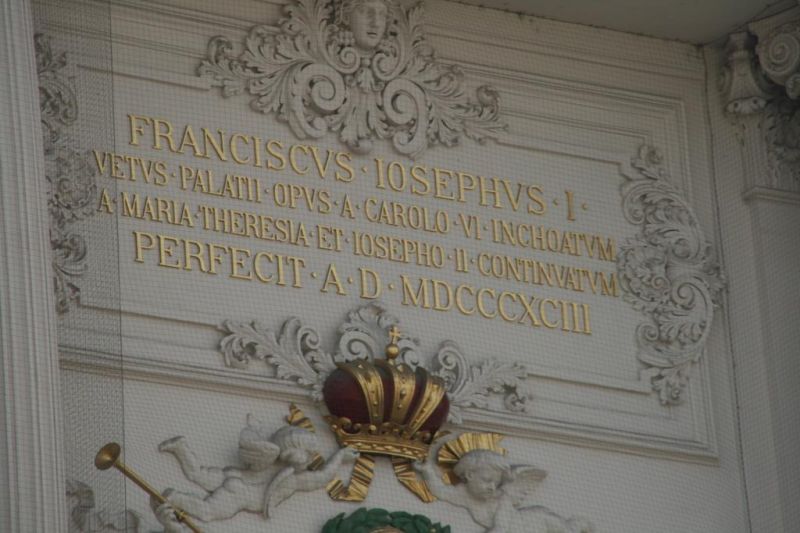 FRANCISCVS · IOSEPHVS · I ·
VETVS · PALATII · OPVS · A · CAROLO · VI · INCHOATVM
A · MARIA · THERESIA · ET · IOSEPHO · II · CONTINVATVM
PERFECIT · A · D · MDCCCXCIII